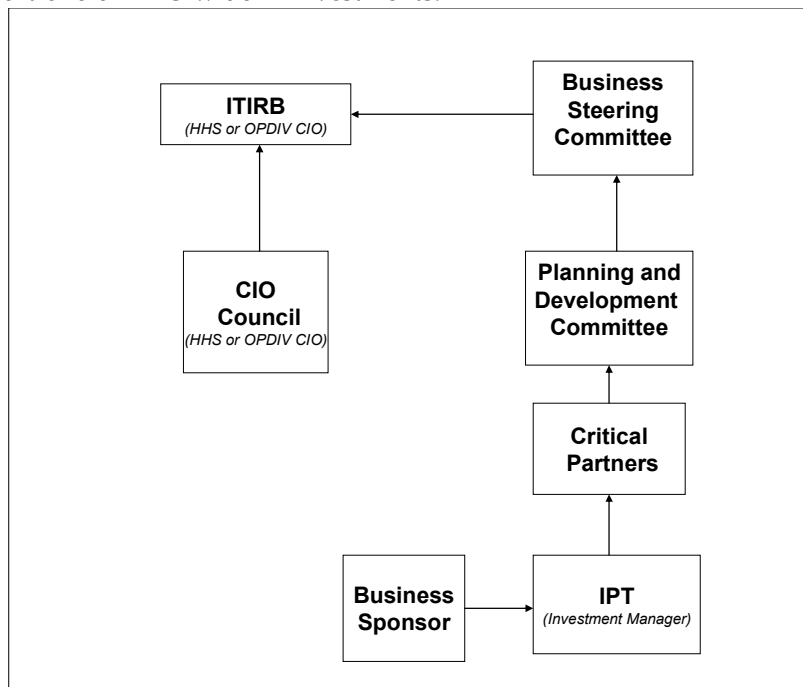 ITIRB
(HHS or OPDIV CIO)
Business
Steering
Committee
CIO
Council
(HHS or OPDIV CIO)
Planning and
Development
Committee
Critical
Partners
Business
Sponsor
IPT
(Investment Manager)